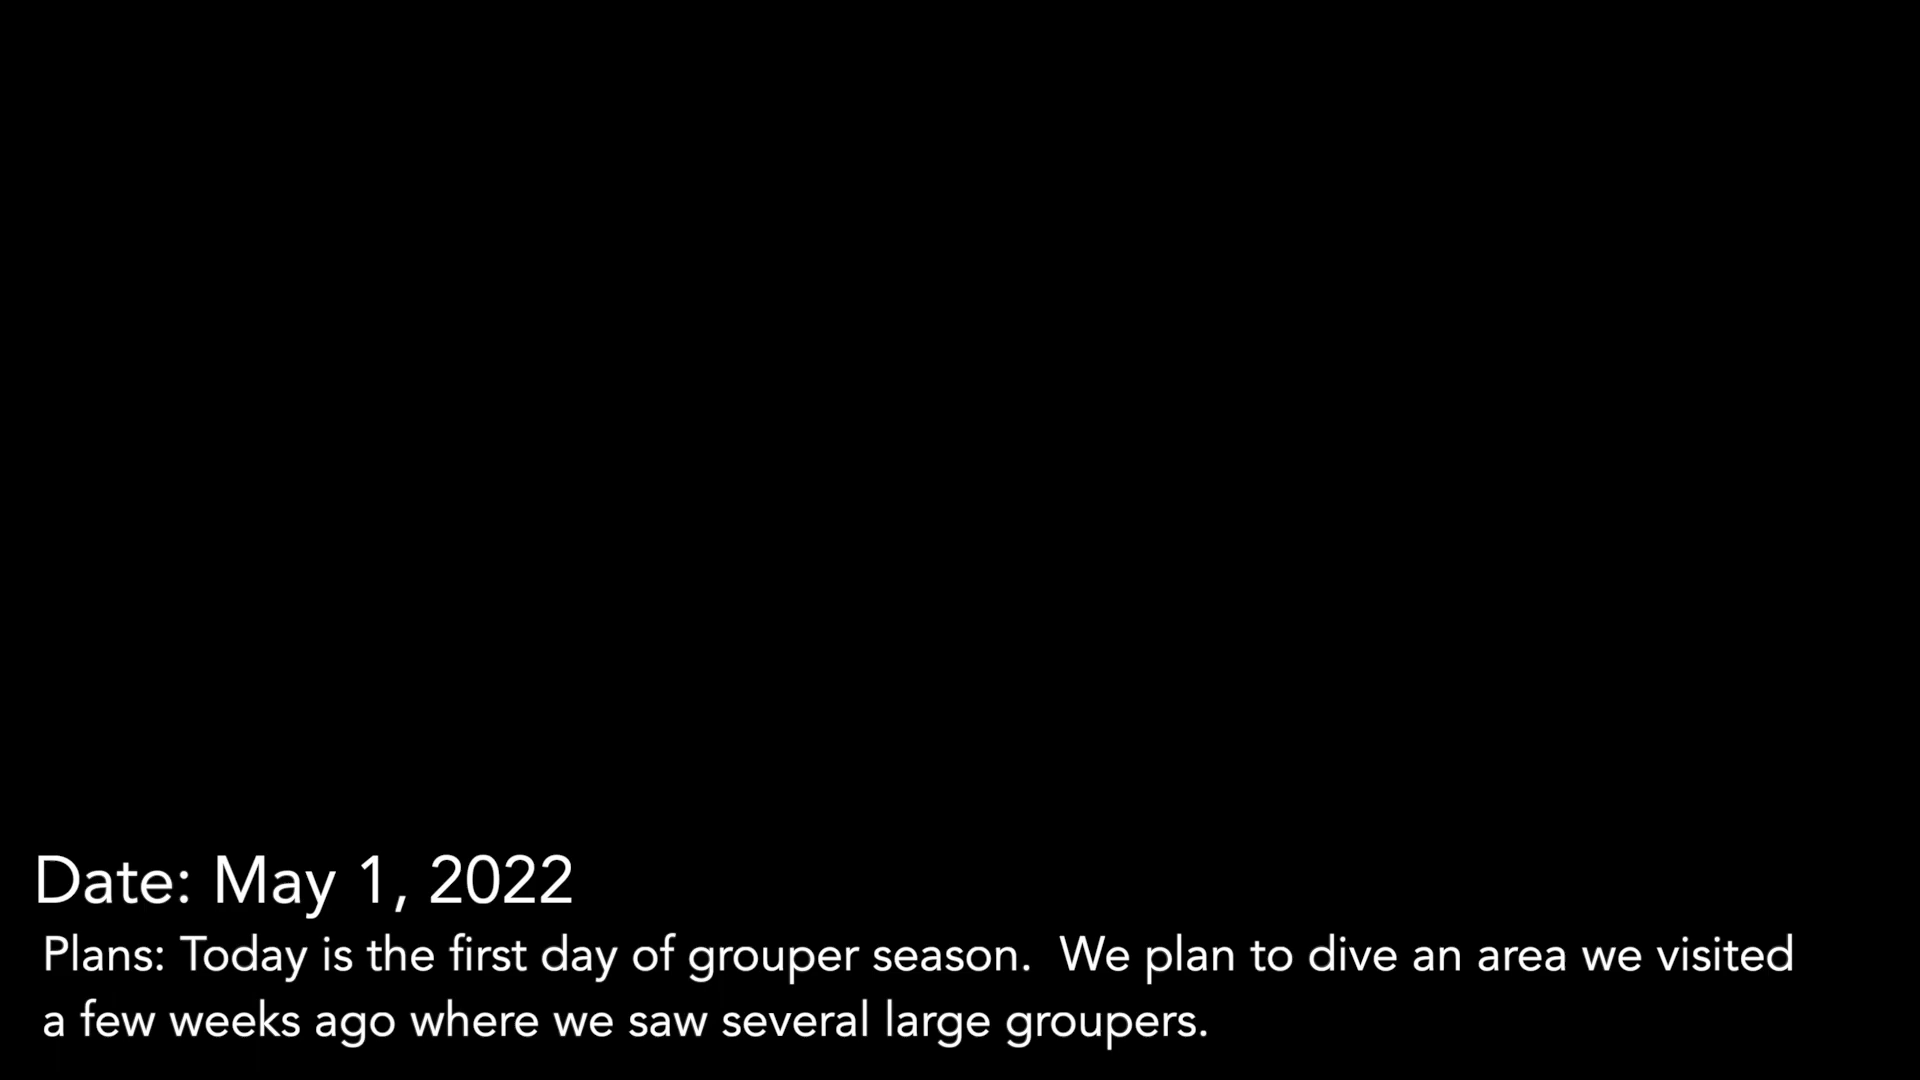 Date: May 1, 2022
Plans: Today is the first day of grouper season.  We plan to dive an area we visited
a few weeks ago where we saw several large groupers.